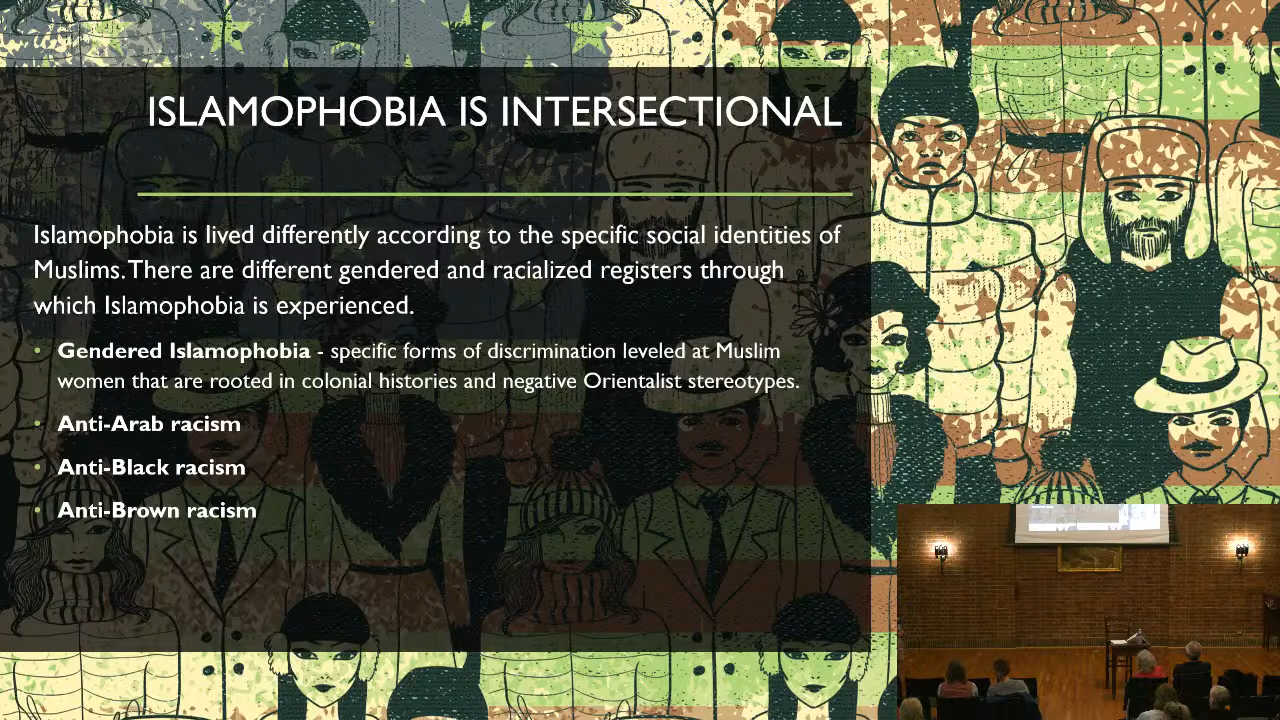 ISLAMOPHOBIA IS INTERSECTIONAL
Islamophobia is lived differently according to the specific social identities of
Muslims. There are different gendered and racialized registers through
which Islamophobia is experienced.
• Gendered Islamophobia - specific forms of discrimination leveled at Muslim
women that are rooted in colonial histories and negative Orientalist stereotypes.
• Anti-Arab racism
• Anti-Black racism
• Anti-Brown racism